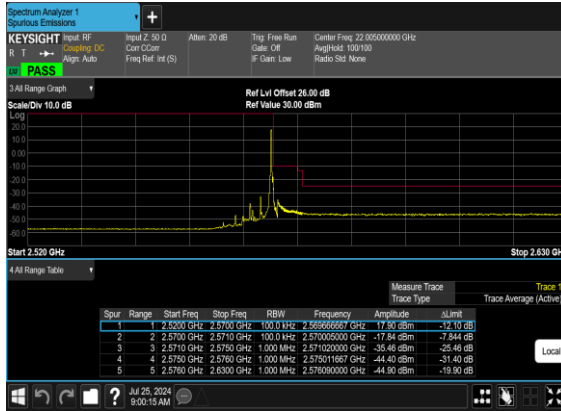 Spectrum Analyzer 1
Spurious Emissions
+
KEYSIGHT
R T
LW PASS
Input: RF
Coupling: DC
Align: Auto
Input Z: 50 Ω
Corr CCorr
Freq Ref: Int (S)
Atten: 20 dB
Trig: Free Run
Gate: Off
IF Gain: Low
Center Freq: 22.005000000 GHz
Avg|Hold: 100/100
Radio Std: None
3 All Range Graph
Scale/Div 10.0 dB
Ref Lvl Offset 26.00 dB
Ref Value 30.00 dBm
Log
20.0
10.0
0.00
-10.0
-20.0
-30.0
-40.0
-50.0
-60.0
Start 2.520 GHz
Stop 2.630 GH
4 All Range Table
Measure Trace Trace 1
Trace Type Trace Average (Active)
Spur Range Start Freq Stop Freq RBW Frequency Amplitude ΔLimit
1 1 2.5200 GHz 2.5700 GHz 100.0 kHz 2.569666667 GHz 17.90 dBm -12.10 dB
2 2 2.5700 GHz 2.5710 GHz 100.0 kHz 2.570005000 GHz -17.84 dBm -7.844 dB
3 3 2.5710 GHz 2.5750 GHz 1.000 MHz 2.571020000 GHz -35.46 dBm -25.46 dB
4 4 2.5750 GHz 2.5760 GHz 1.000 MHz 2.575011667 GHz -44.40 dBm -31.40 dB
5 5 2.5760 GHz 2.6300 GHz 1.000 MHz 2.576090000 GHz -44.90 dBm -19.90 dB
Local
?
Jul 25, 2024
9:00:15 AM